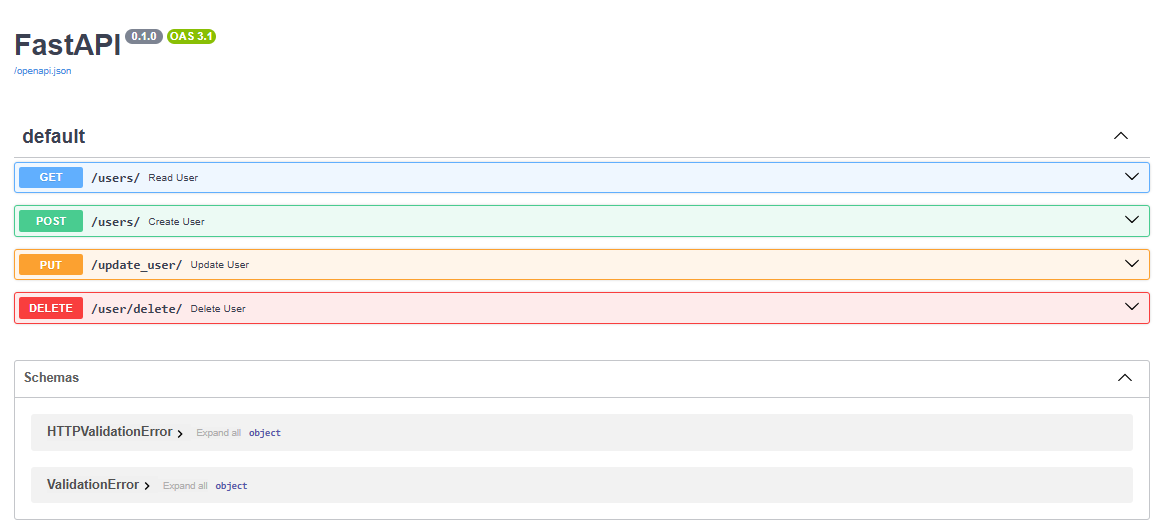 FastAPI 0.1.0 OAS 3.1
/openapi.json
default
GET /users/ Read User
POST /users/ Create User
PUT /update_user/ Update User
DELETE /user/delete/ Delete User
Schemas
HTTPValidationError Expand all object
ValidationError Expand all object